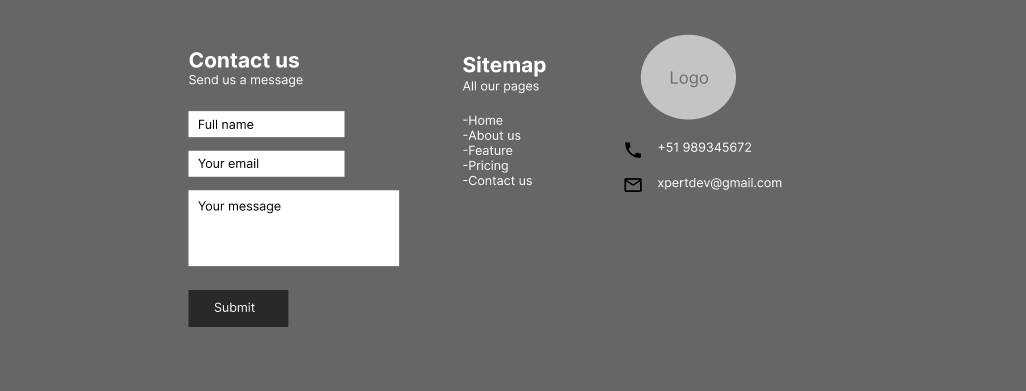 Contact us
Send us a message
Full name
Your email
Your message
Submit
Sitemap
All our pages
-Home
-About us
-Feature
-Pricing
-Contact us
Logo
+51 989345672
xpertdev@gmail.com